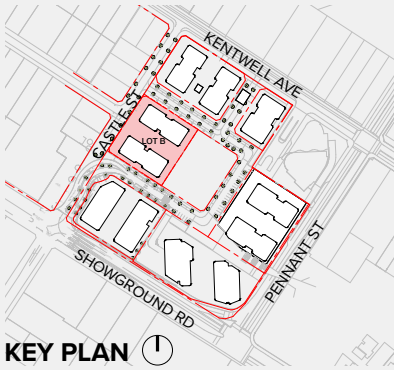 KENTWELL AVE
CASTLE ST
LOT B
PENNANT ST
SHOWGROUND RD
KEY PLAN